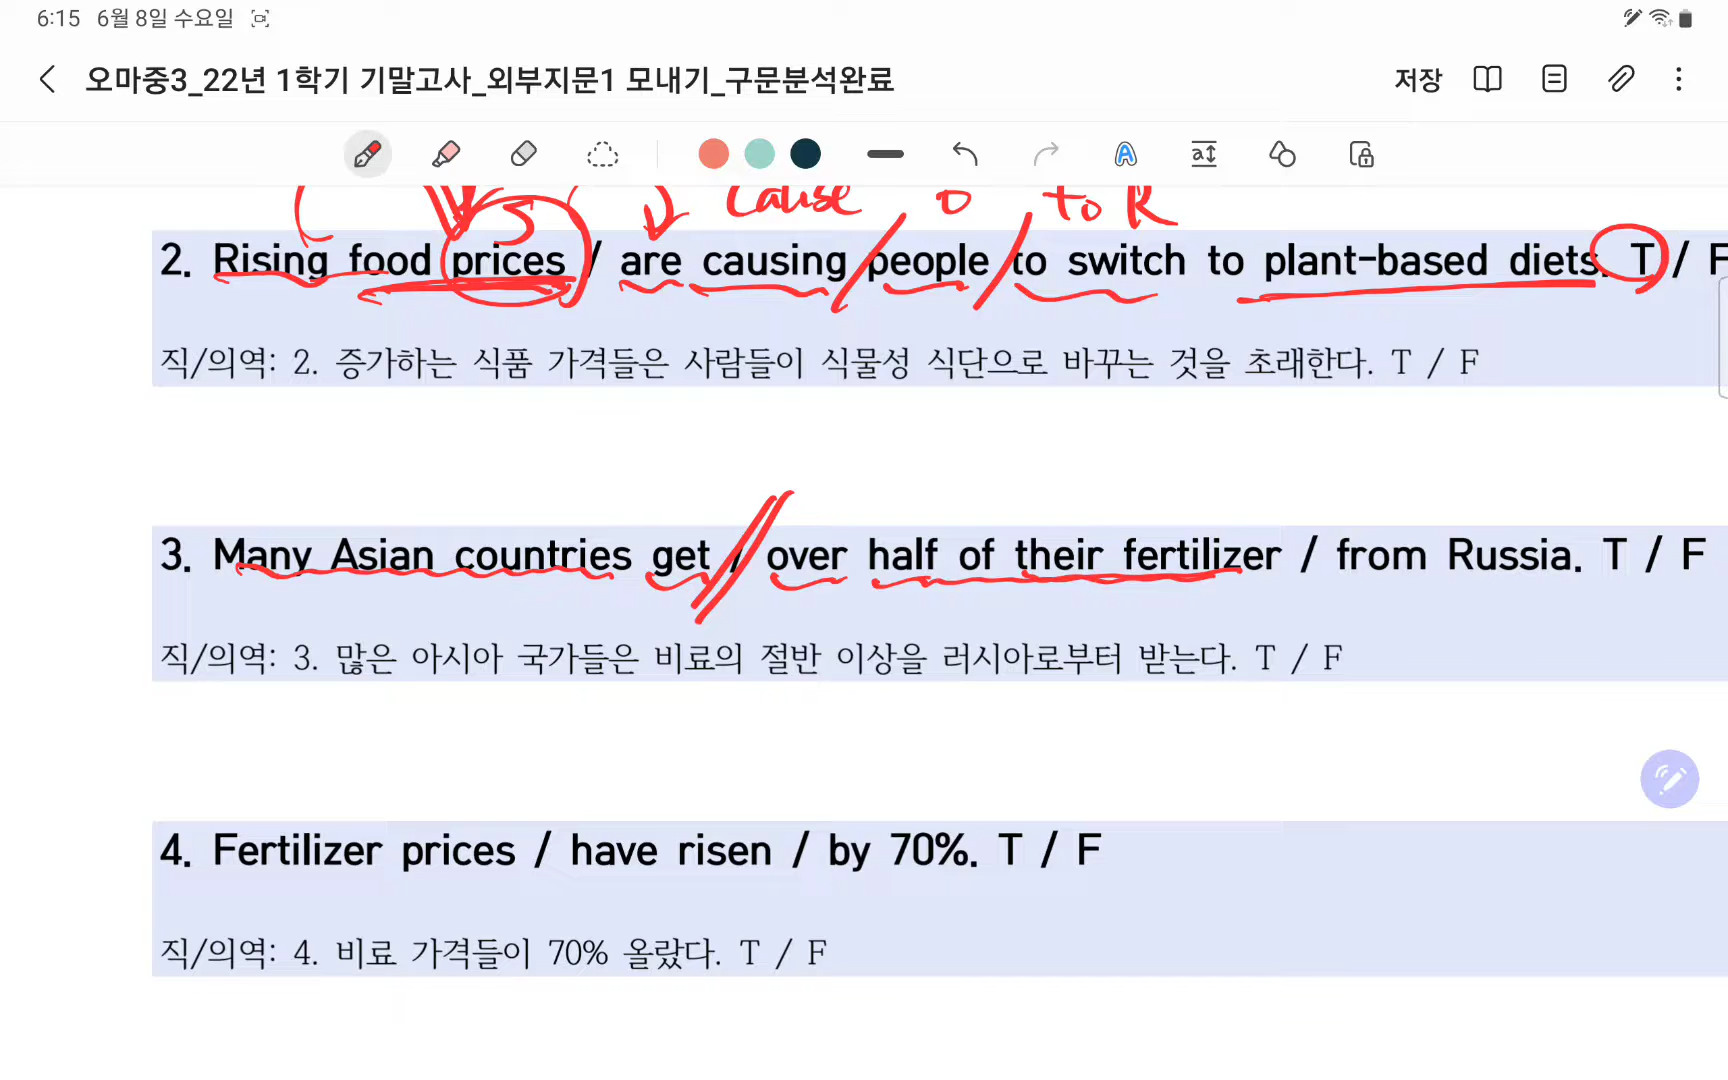 6:15 6월 8일 수요일
오마중3_22년 1학기 기말고사_외부지문1 모내기_구문분석완료
저장
S cause / o / to R
2. Rising food prices / are causing people to switch to plant-based diets. T / F
직/의역: 2. 증가하는 식품 가격들은 사람들이 식물성 식단으로 바꾸는 것을 초래한다. T / F
3. Many Asian countries get / over half of their fertilizer / from Russia. T / F
직/의역: 3. 많은 아시아 국가들은 비료의 절반 이상을 러시아로부터 받는다. T / F
4. Fertilizer prices / have risen / by 70%. T / F
직/의역: 4. 비료 가격들이 70% 올랐다. T / F